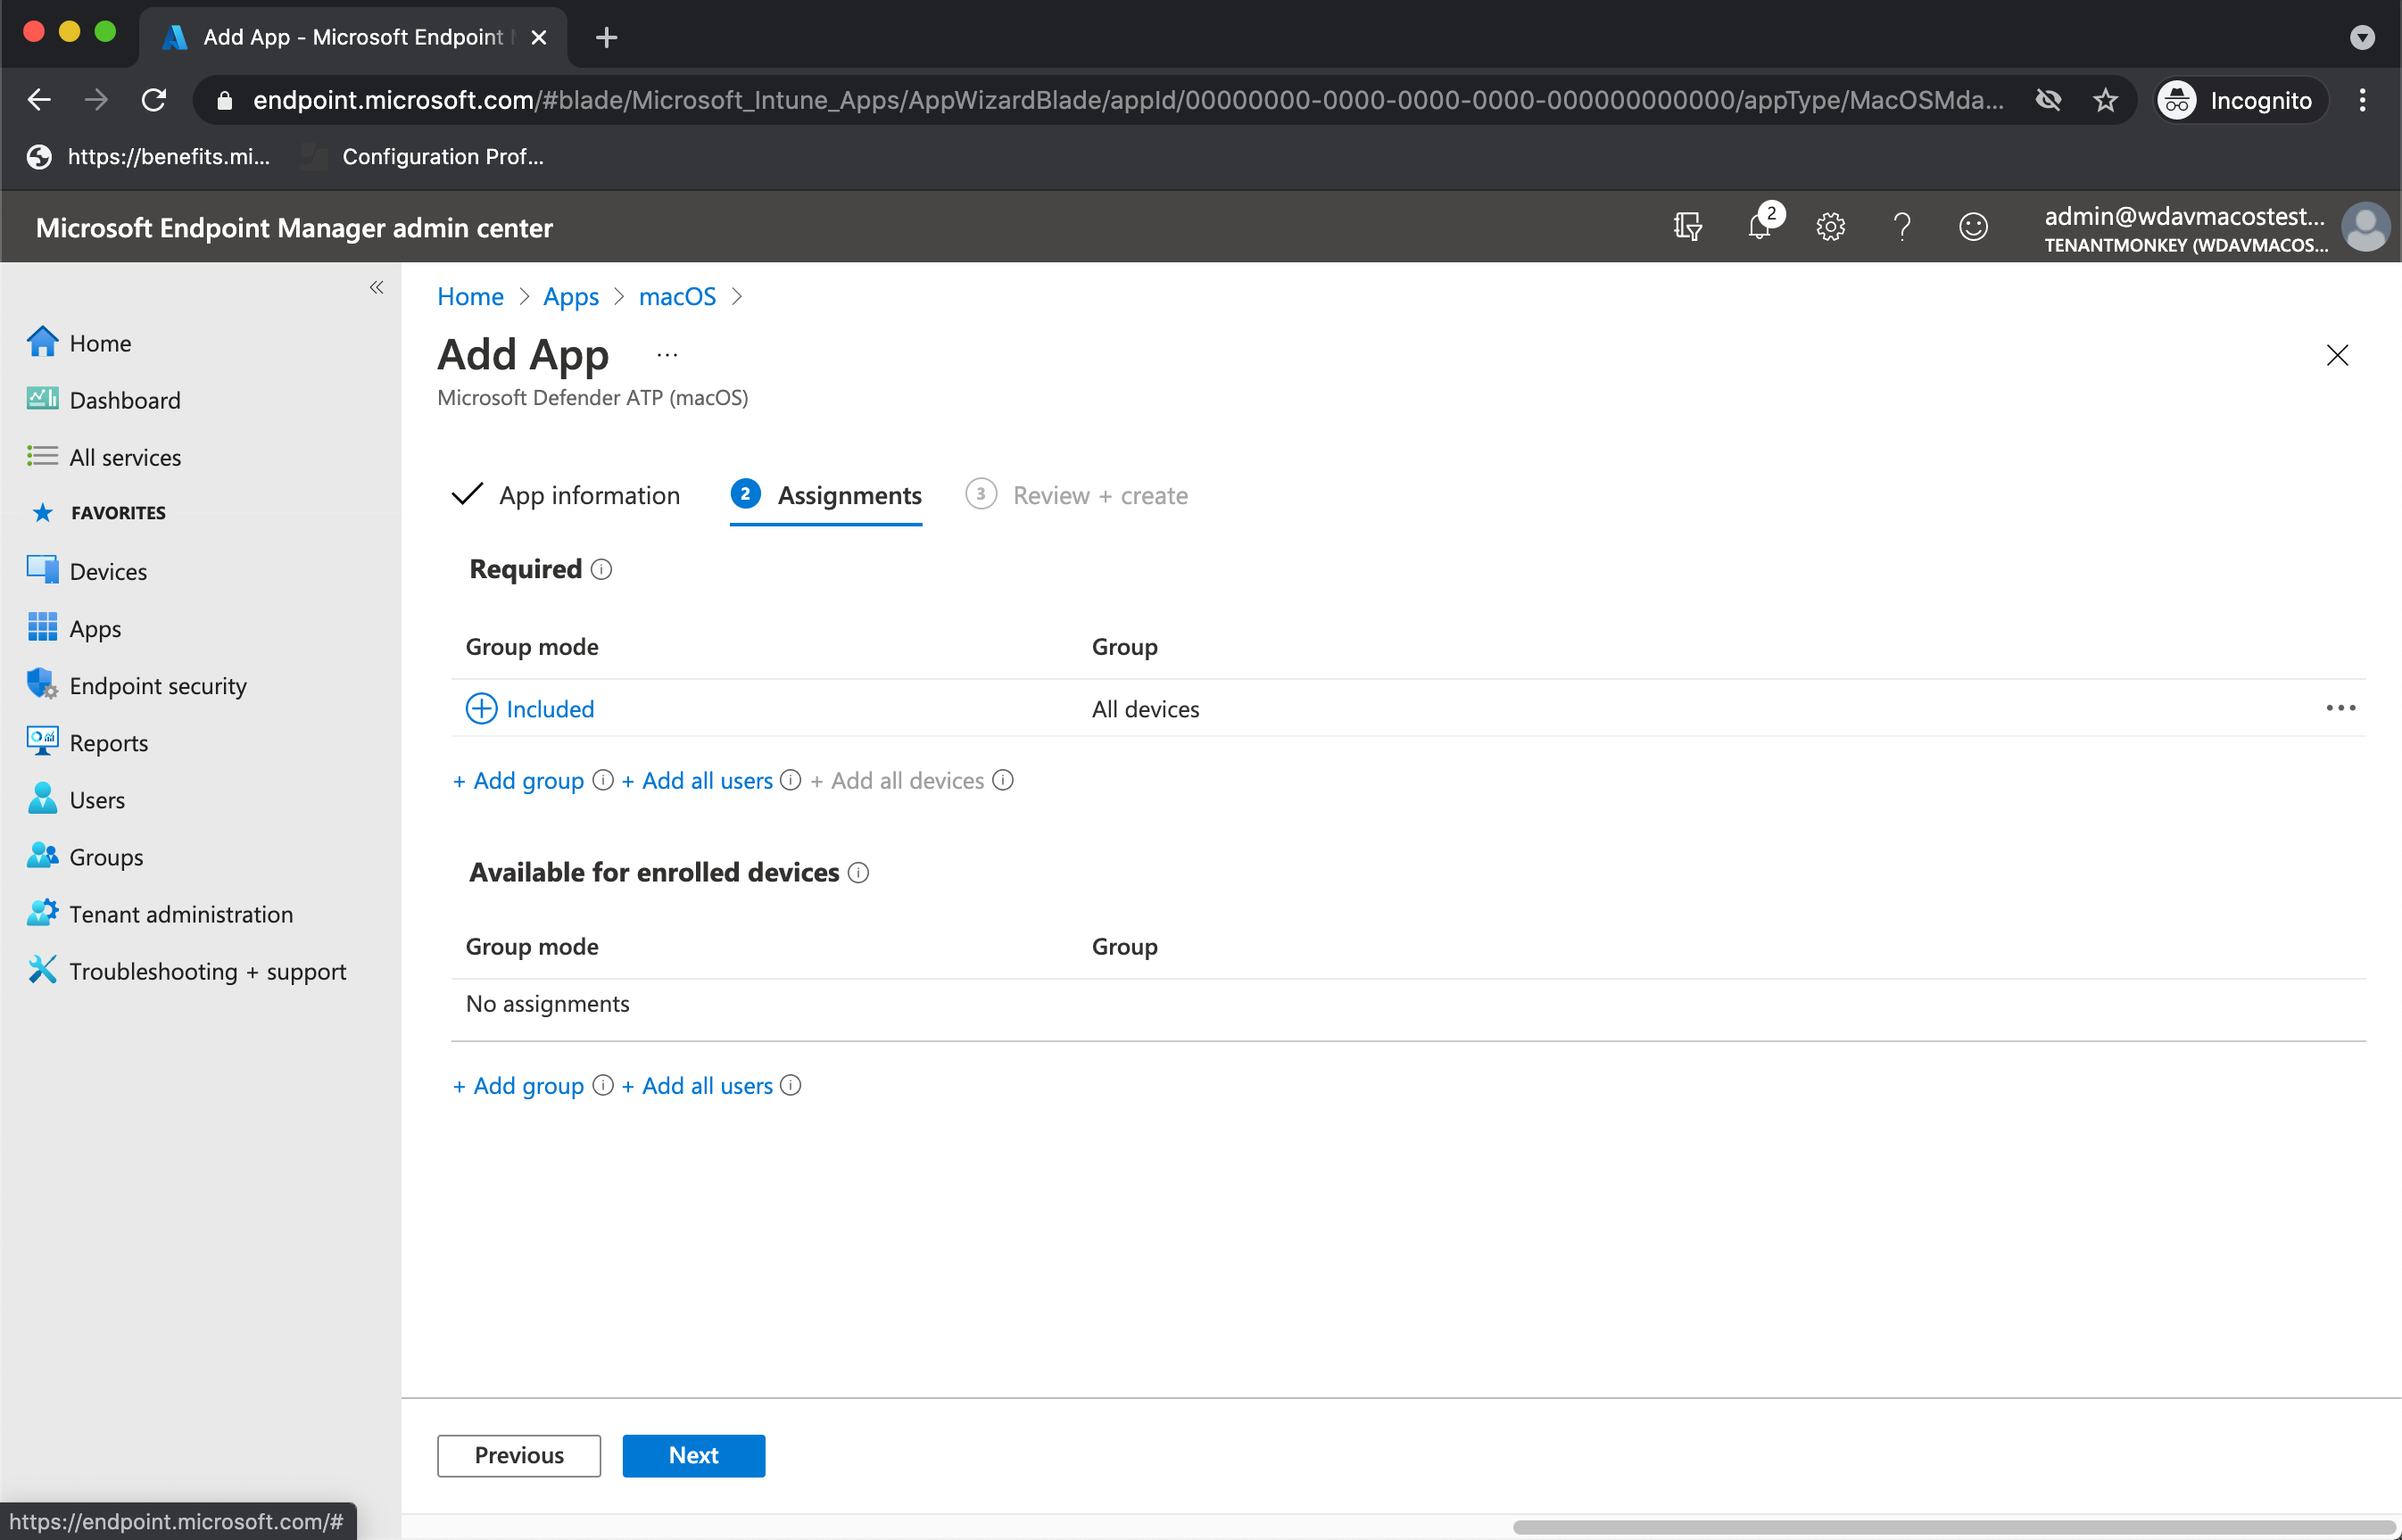 Add App - Microsoft Endpoint
endpoint.microsoft.com/#blade/Microsoft_Intune_Apps/AppWizardBlade/appId/00000000-0000-0000-0000-000000000000/appType/MacOSMda...
Incognito
https://benefits.mi...
Configuration Prof...
Microsoft Endpoint Manager admin center
2
admin@wdavmacostest...
TENANTMONKEY (WDAVMACOS...
Home
Dashboard
All services
FAVORITES
Devices
Apps
Endpoint security
Reports
Users
Groups
Tenant administration
Troubleshooting + support
Home > Apps > macOS >
Add App ...
Microsoft Defender ATP (macOS)
App information
2 Assignments
3 Review + create
Required
Group mode Group
Included All devices
+ Add group + Add all users + Add all devices
Available for enrolled devices
Group mode Group
No assignments
+ Add group + Add all users
Previous
Next
https://endpoint.microsoft.com/#